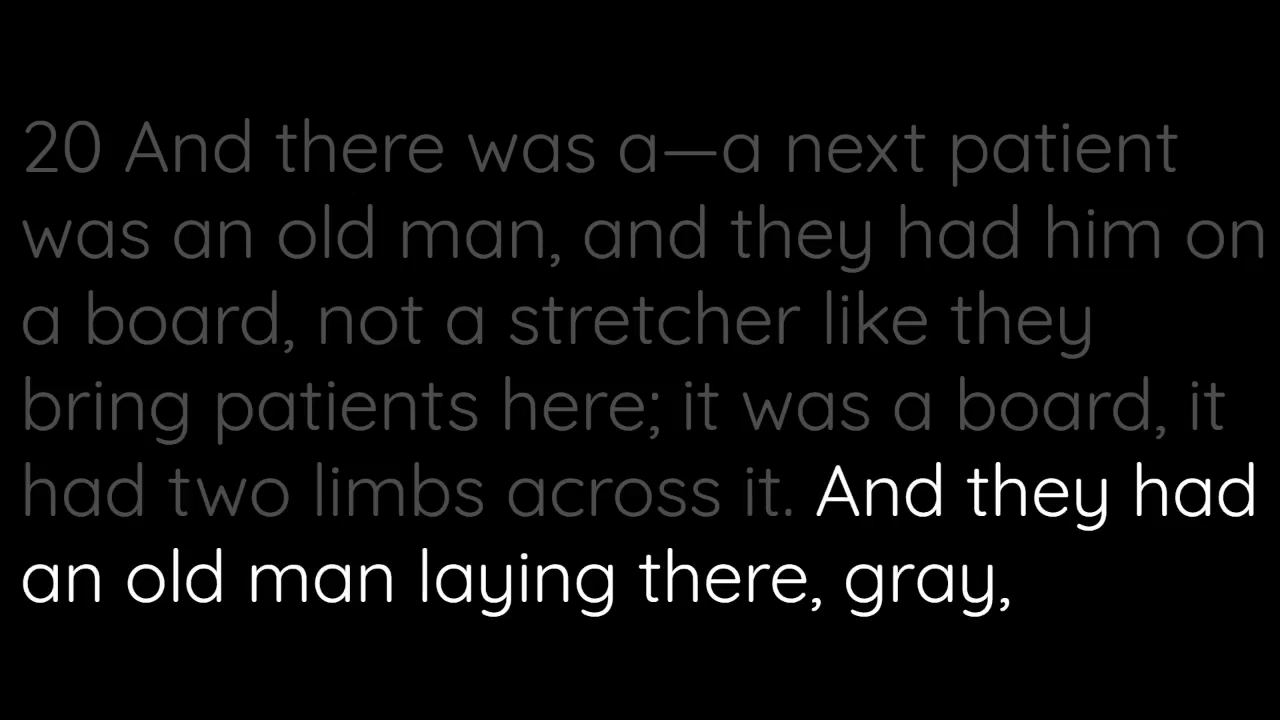 20 And there was a—a next patient
was an old man, and they had him on
a board, not a stretcher like they
bring patients here; it was a board, it
had two limbs across it. And they had
an old man laying there, gray,